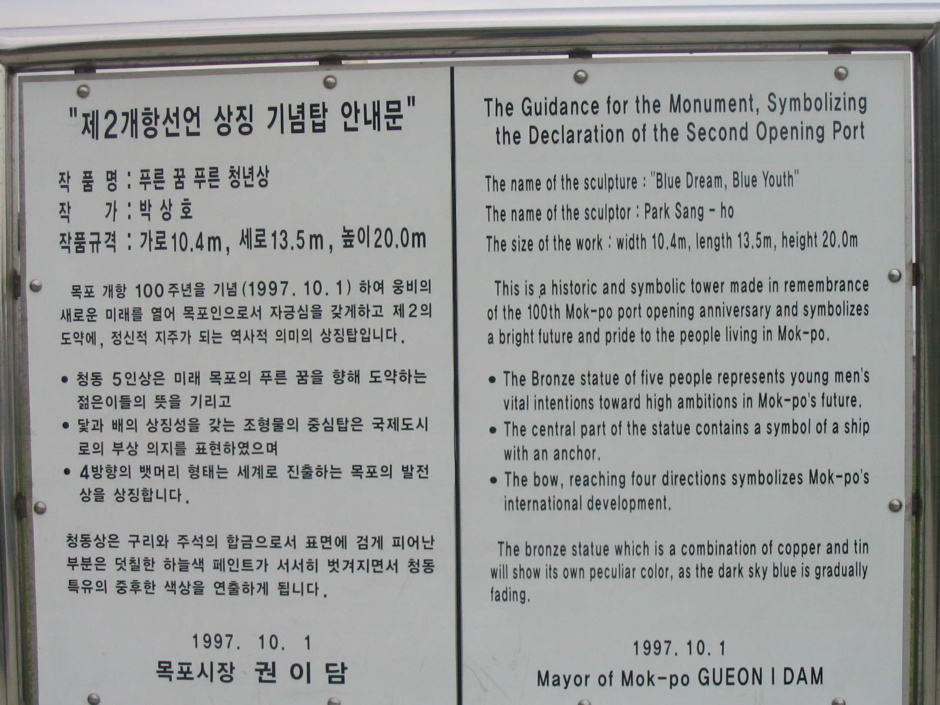 "제2개항선언 상징 기념탑 안내문"
작 품 명 : 푸른 꿈 푸른 청년상
작 가 : 박 상 호
작품규격 : 가로10.4m, 세로13.5m, 높이20.0m
목포 개항 100주년을 기념(1997. 10. 1) 하여 웅비의
새로운 미래를 열어 목포인으로서 자긍심을 갖게하고 제2의
도약에, 정신적 지주가 되는 역사적 의미의 상징탑입니다.
• 청동 5인상은 미래 목포의 푸른 꿈을 향해 도약하는
젊은이들의 뜻을 기리고
• 닻과 배의 상징성을 갖는 조형물의 중심탑은 국제도시
로의 부상 의지를 표현하였으며
• 4방향의 뱃머리 형태는 세계로 진출하는 목포의 발전
상을 상징합니다.
청동상은 구리와 주석의 합금으로서 표면에 검게 피어난
부분은 덧칠한 하늘색 페인트가 서서히 벗겨지면서 청동
특유의 중후한 색상을 연출하게 됩니다.
1997. 10. 1
목포시장 권 이 담
The Guidance for the Monument, Symbolizing
the Declaration of the Second Opening Port
The name of the sculpture : "Blue Dream, Blue Youth"
The name of the sculptor : Park Sang - ho
The size of the work : width 10.4m, length 13.5m, height 20.0m
This is a historic and symbolic tower made in remembrance
of the 100th Mok-po port opening anniversary and symbolizes
a bright future and pride to the people living in Mok-po.
• The Bronze statue of five people represents young men's
vital intentions toward high ambitions in Mok-po's future.
• The central part of the statue contains a symbol of a ship
with an anchor.
• The bow, reaching four directions symbolizes Mok-po's
international development.
The bronze statue which is a combination of copper and tin
will show its own peculiar color, as the dark sky blue is gradually
fading.
1997. 10. 1
Mayor of Mok-po GUEON I DAM